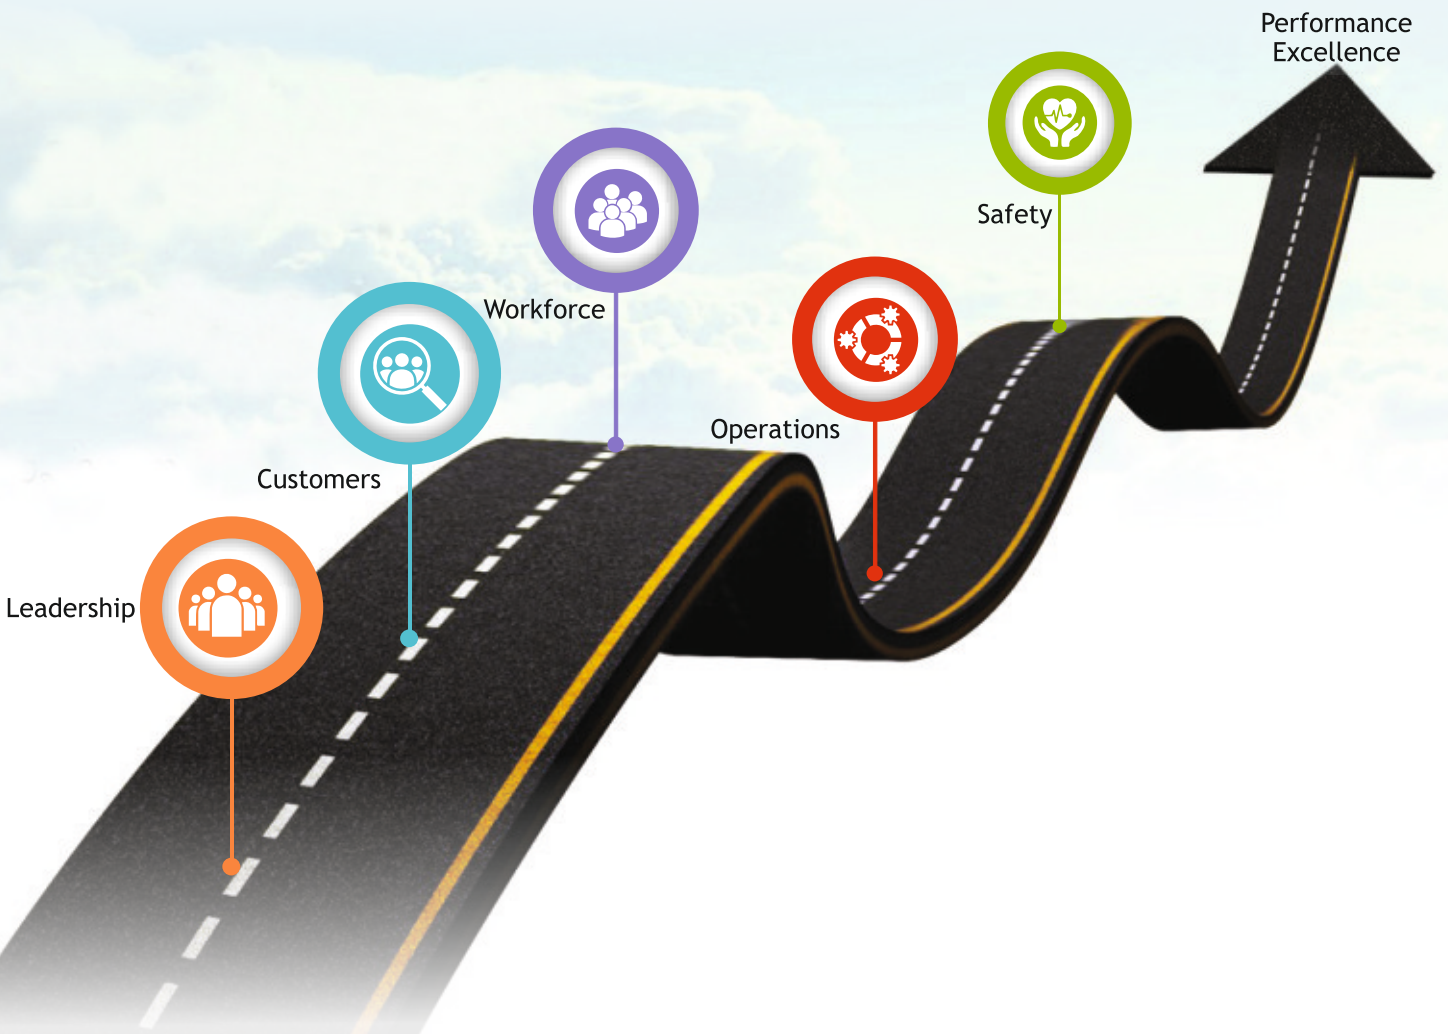 Performance
Excellence
Safety
Workforce
Operations
Customers
Leadership